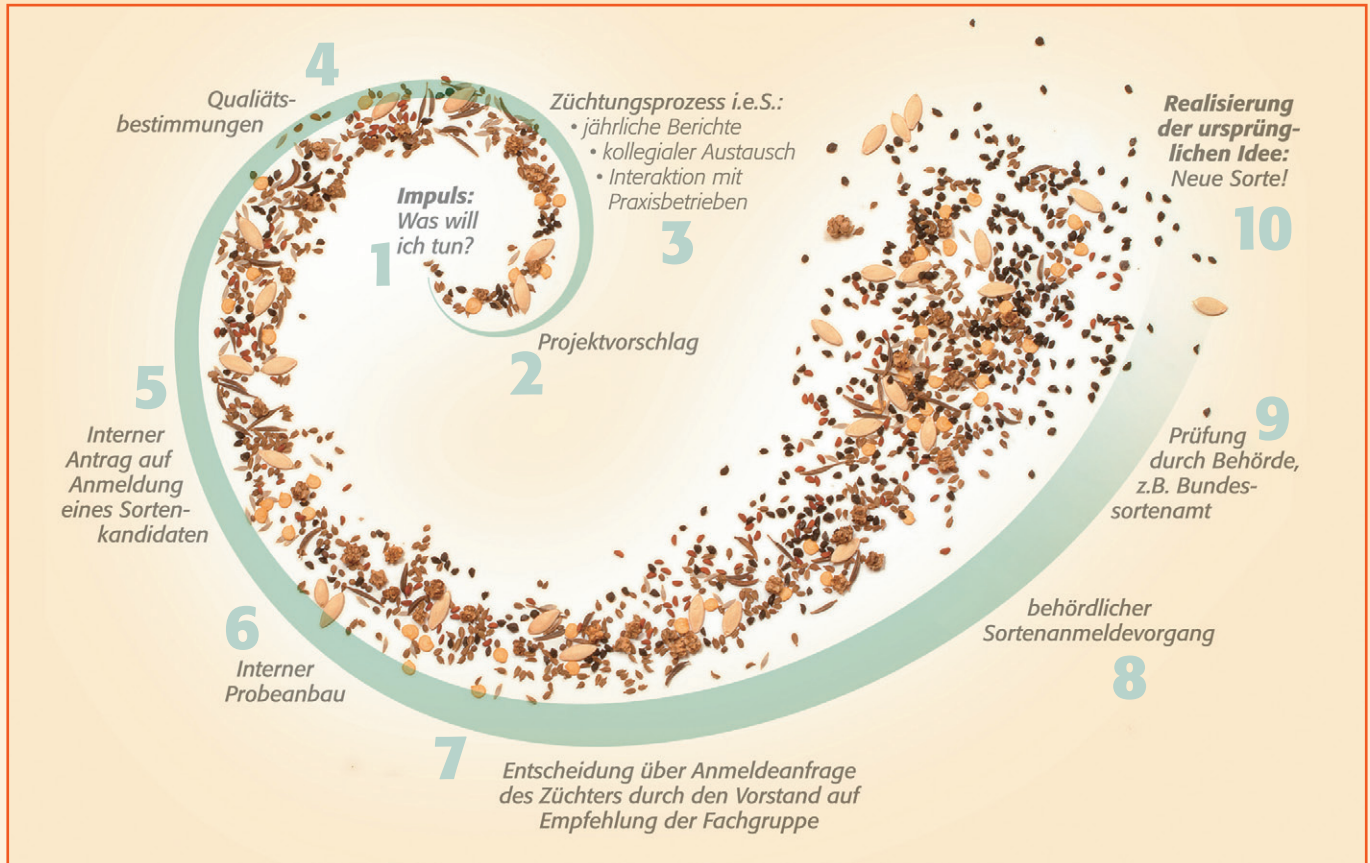 1
Impuls:
Was will
ich tun?
2
Projektvorschlag
3
Züchtungsprozess i.e.S.:
• jährliche Berichte
• kollegialer Austausch
• Interaktion mit
Praxisbetrieben
4
Qualiäts-
bestimmungen
5
Interner
Antrag auf
Anmeldung
eines Sorten-
kandidaten
6
Interner
Probeanbau
7
Entscheidung über Anmeldeanfrage
des Züchters durch den Vorstand auf
Empfehlung der Fachgruppe
8
behördlicher
Sortenanmeldevorgang
9
Prüfung
durch Behörde,
z.B. Bundes-
sortenamt
10
Realisierung
der ursprüng-
lichen Idee:
Neue Sorte!